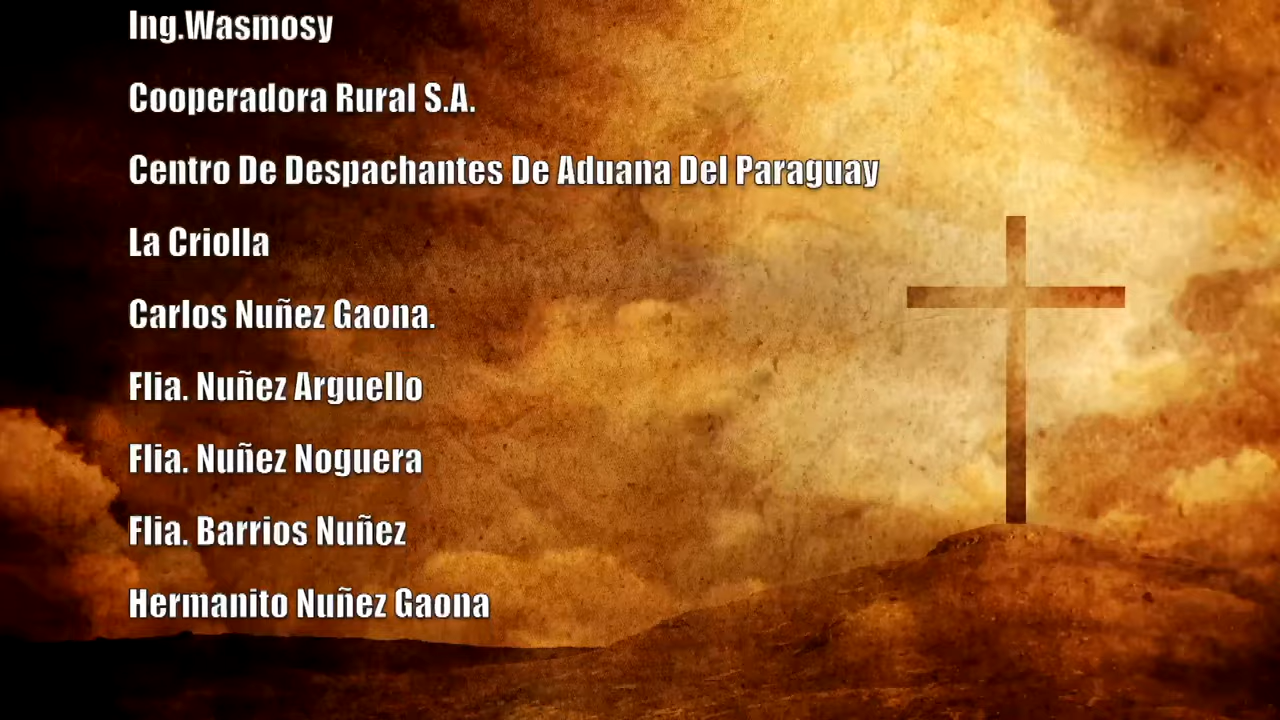 Ing.Wasmosy
Cooperadora Rural S.A.
Centro De Despachantes De Aduana Del Paraguay
La Criolla
Carlos Nuñez Gaona.
Flia. Nuñez Arguello
Flia. Nuñez Noguera
Flia. Barrios Nuñez
Hermanito Nuñez Gaona